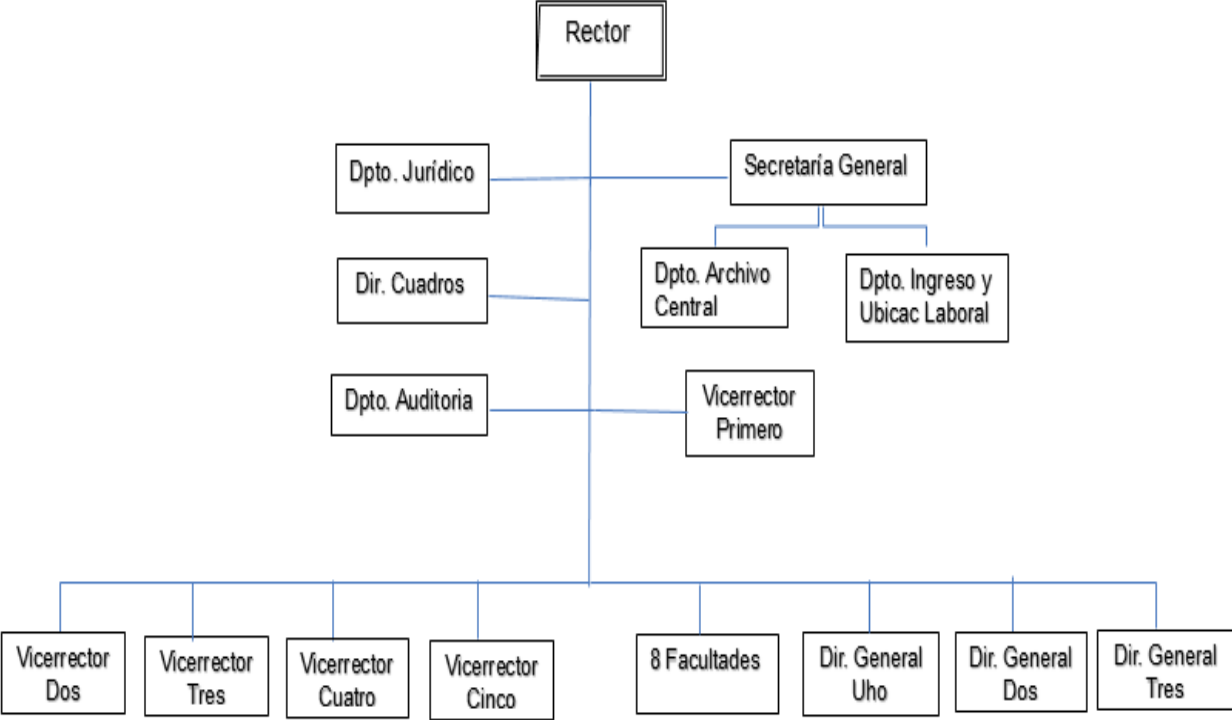 Rector
Dpto. Jurídico
Secretaría General
Dir. Cuadros
Dpto. Archivo
Central
Dpto. Ingreso y
Ubicac Laboral
Dpto. Auditoria
Vicerrector
Primero
Vicerrector
Dos
Vicerrector
Tres
Vicerrector
Cuatro
Vicerrector
Cinco
8 Facultades
Dir. General
Uho
Dir. General
Dos
Dir. General
Tres